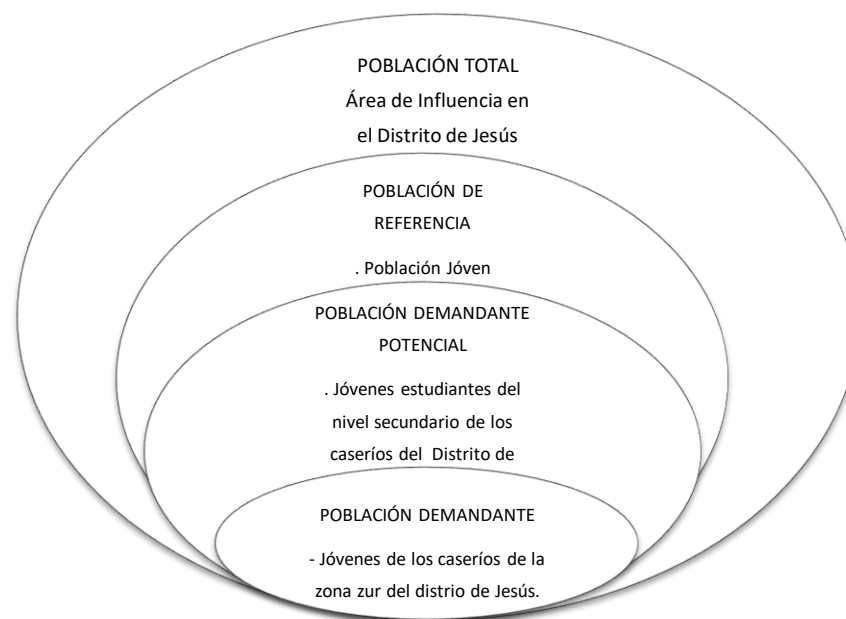 POBLACIÓN TOTAL
Área de Influencia en
el Distrito de Jesús
POBLACIÓN DE
REFERENCIA
. Población Jóven
POBLACIÓN DEMANDANTE
POTENCIAL
. Jóvenes estudiantes del
nivel secundario de los
caseríos del Distrito de
POBLACIÓN DEMANDANTE
- Jóvenes de los caseríos de la
zona zur del distrio de Jesús.